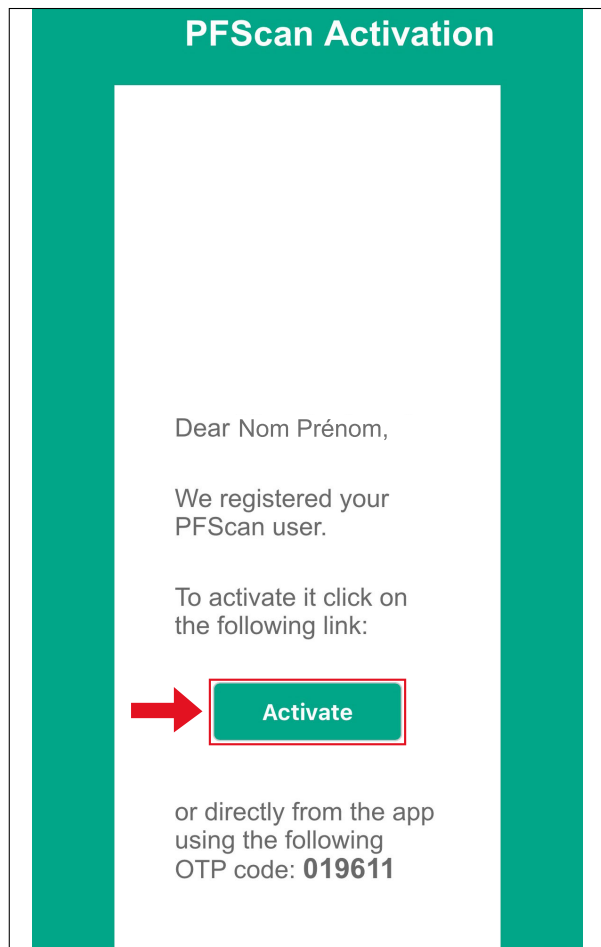 PFScan Activation
Dear Nom Prénom,
We registered your
PFScan user.
To activate it click on
the following link:
Activate
or directly from the app
using the following
OTP code: 019611